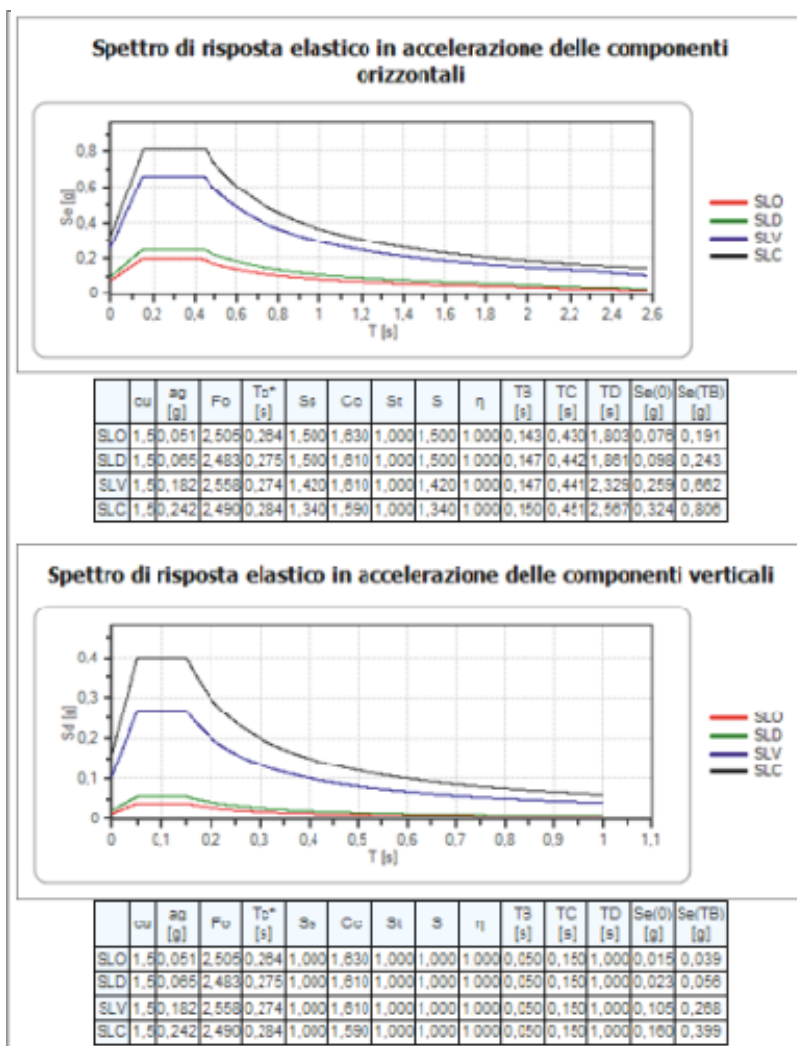 Spettro di risposta elastico in accelerazione delle componenti
orizzontali
0,8
0,6
0,4
0,2
0
Se [g]
0 0,2 0,4 0,6 0,8 1 1,2 1,4 1,6 1,8 2 2,2 2,4 2,6
T [s]
SLO
SLD
SLV
SLC
cu ag [g] Fo Tc* [s] Ss Cc St S η TB [s] TC [s] TD [s] Se(0) [g] Se(TB) [g]
SLO 1,5 0,051 2,505 0,264 1,500 1,630 1,000 1,500 1.000 0,143 0,430 1,803 0,076 0,191
SLD 1,5 0,065 2,483 0,275 1,500 1,610 1,000 1,500 1.000 0,147 0,442 1,861 0,098 0,243
SLV 1,5 0,182 2,558 0,274 1,420 1,610 1,000 1,420 1.000 0,147 0,441 2,329 0,259 0,662
SLC 1,5 0,242 2,490 0,284 1,340 1,590 1,000 1,340 1.000 0,150 0,451 2,567 0,324 0,806
Spettro di risposta elastico in accelerazione delle componenti verticali
0,4
0,3
0,2
0,1
0
Sd [g]
0 0,1 0,2 0,3 0,4 0,5 0,6 0,7 0,8 0,9 1 1,1
T [s]
SLO
SLD
SLV
SLC
cu ag [g] Fo Tc* [s] Ss Cc St S η TB [s] TC [s] TD [s] Se(0) [g] Se(TB) [g]
SLO 1,5 0,051 2,505 0,264 1,000 1,630 1,000 1,000 1.000 0,050 0,150 1,000 0,015 0,039
SLD 1,5 0,065 2,483 0,275 1,000 1,610 1,000 1,000 1.000 0,050 0,150 1,000 0,023 0,056
SLV 1,5 0,182 2,558 0,274 1,000 1,610 1,000 1,000 1.000 0,050 0,150 1,000 0,105 0,268
SLC 1,5 0,242 2,490 0,284 1,000 1,590 1,000 1,000 1.000 0,050 0,150 1,000 0,160 0,399